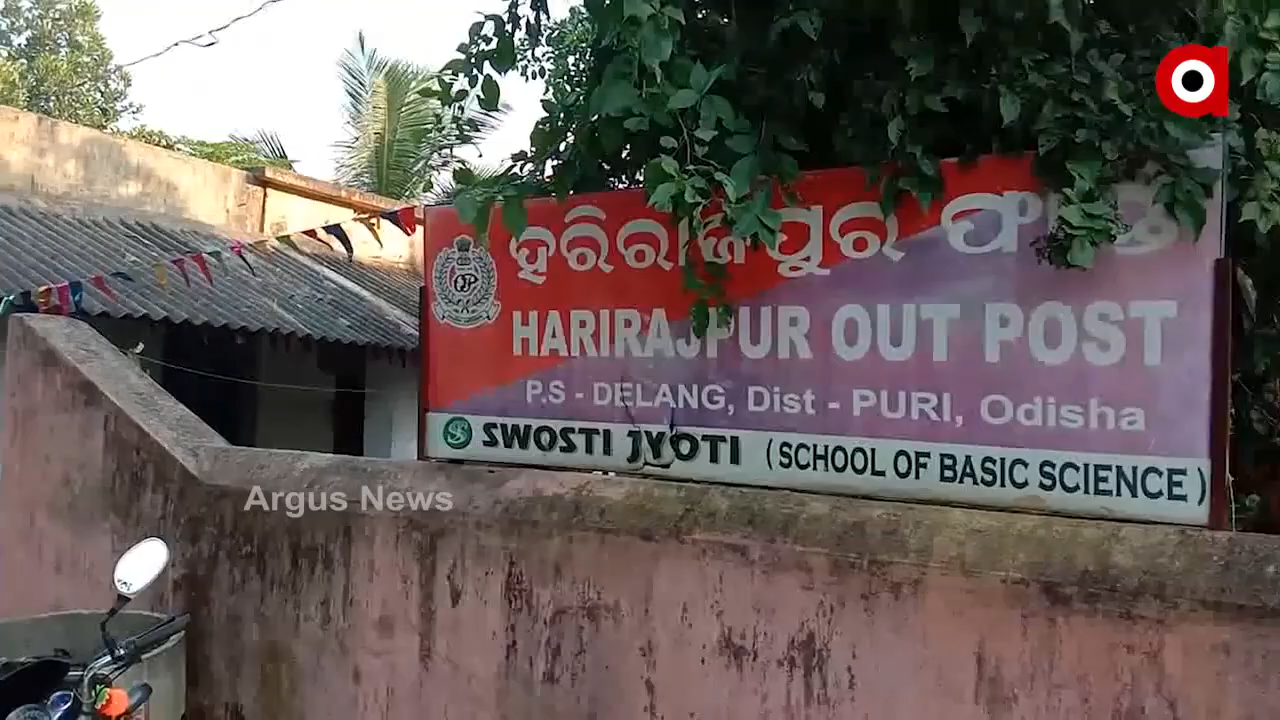 ହରିରାଜପୁର
HARIRAJPUR OUT POST
P.S - DELANG, Dist - PURI, Odisha
SWOSTI JYOTI (SCHOOL OF BASIC SCIENCE)
Argus News